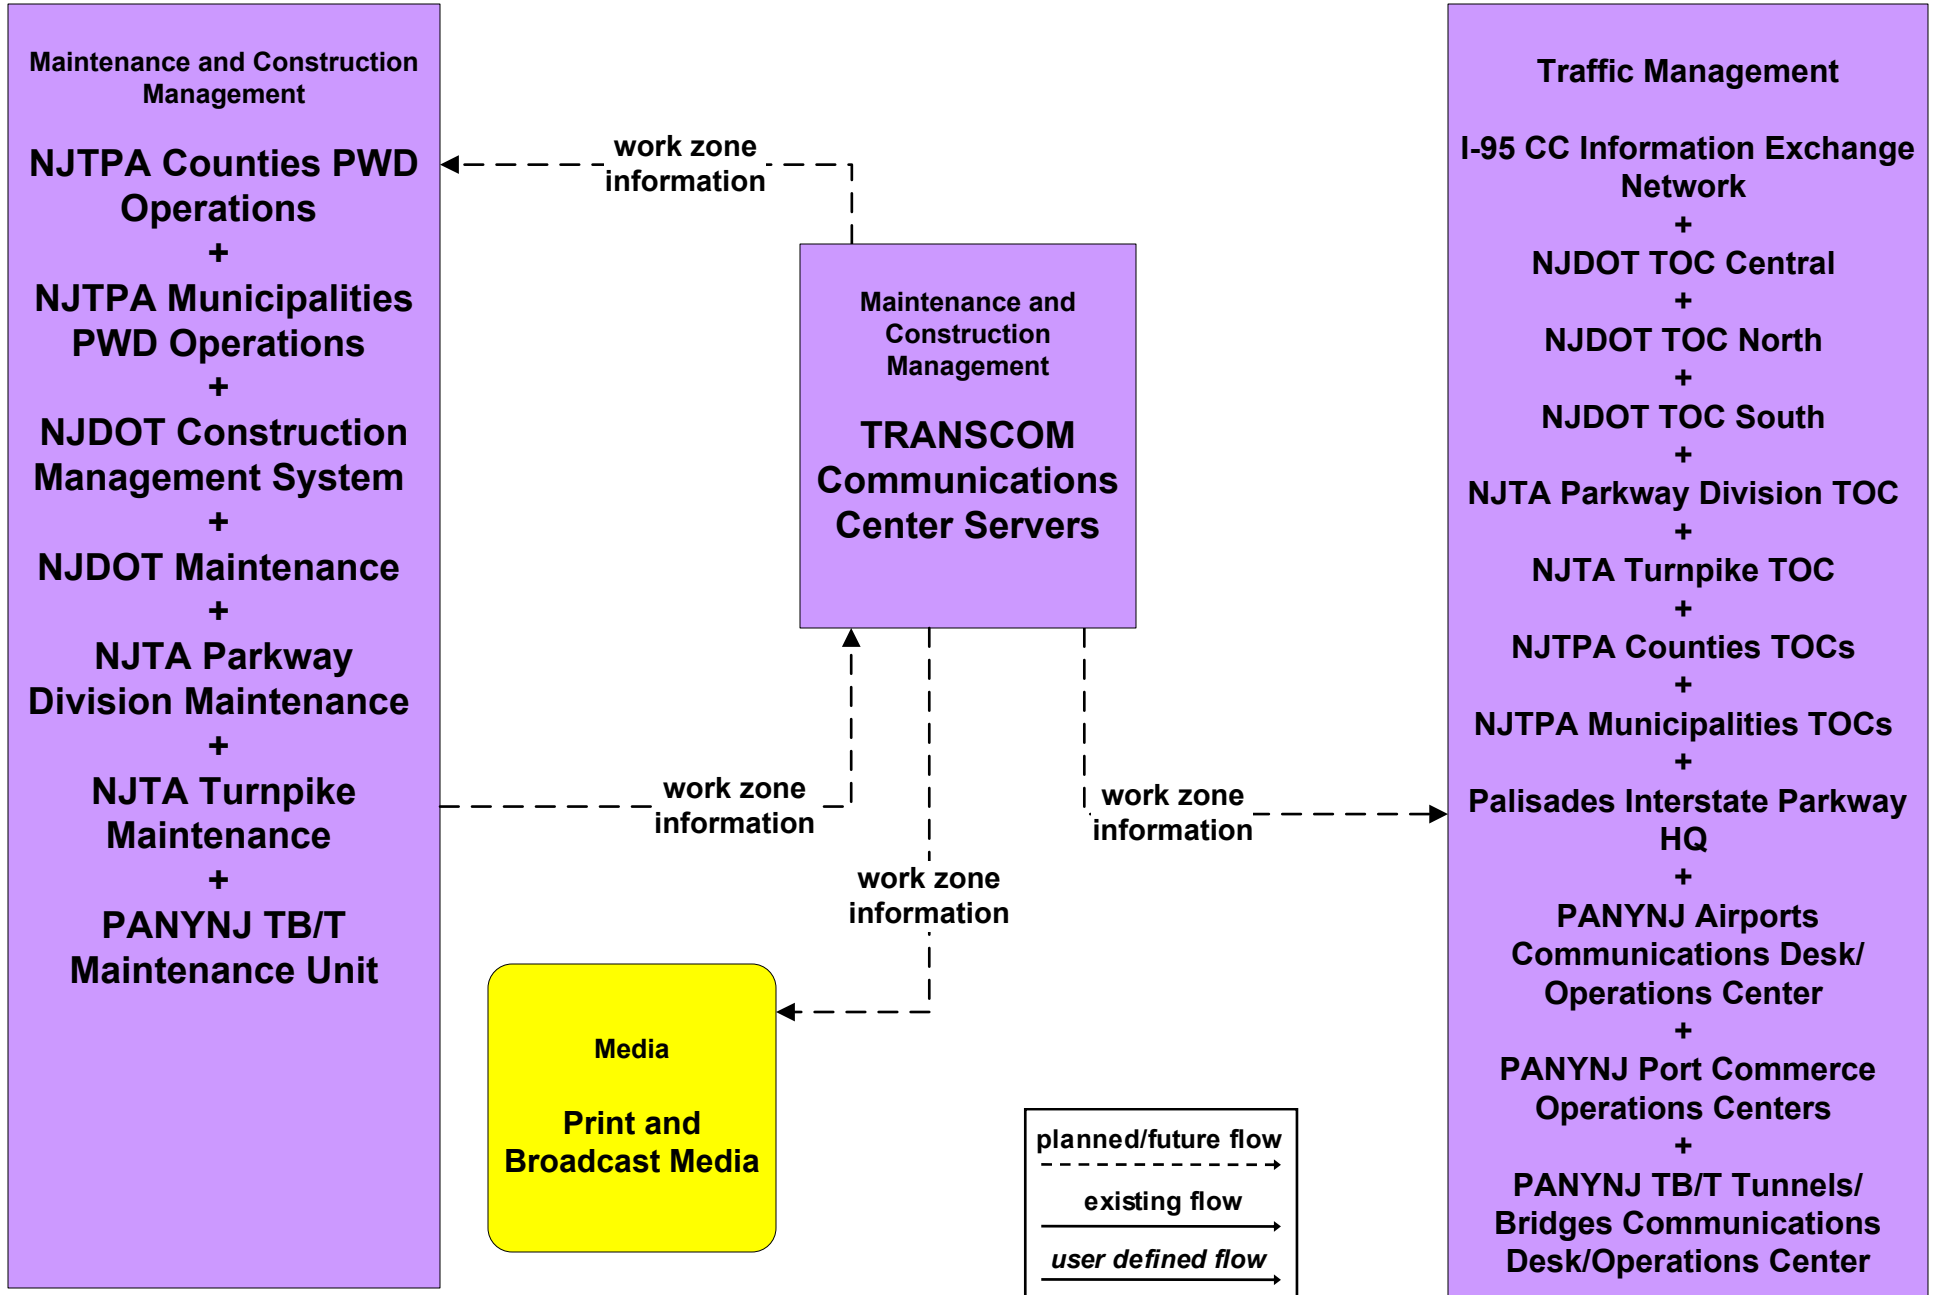 Maintenance and Construction
Management
NJTPA Counties PWD
Operations
+
NJTPA Municipalities
PWD Operations
+
NJDOT Construction
Management System
+
NJDOT Maintenance
+
NJTA Parkway
Division Maintenance
+
NJTA Turnpike
Maintenance
+
PANYNJ TB/T
Maintenance Unit
work zone
information
Maintenance and
Construction
Management
TRANSCOM
Communications
Center Servers
work zone
information
work zone
information
work zone
information
Media
Print and
Broadcast Media
planned/future flow
existing flow
user defined flow
Traffic Management
I-95 CC Information Exchange
Network
+
NJDOT TOC Central
+
NJDOT TOC North
+
NJDOT TOC South
+
NJTA Parkway Division TOC
+
NJTA Turnpike TOC
+
NJTPA Counties TOCs
+
NJTPA Municipalities TOCs
+
Palisades Interstate Parkway
HQ
+
PANYNJ Airports
Communications Desk/
Operations Center
+
PANYNJ Port Commerce
Operations Centers
+
PANYNJ TB/T Tunnels/
Bridges Communications
Desk/Operations Center